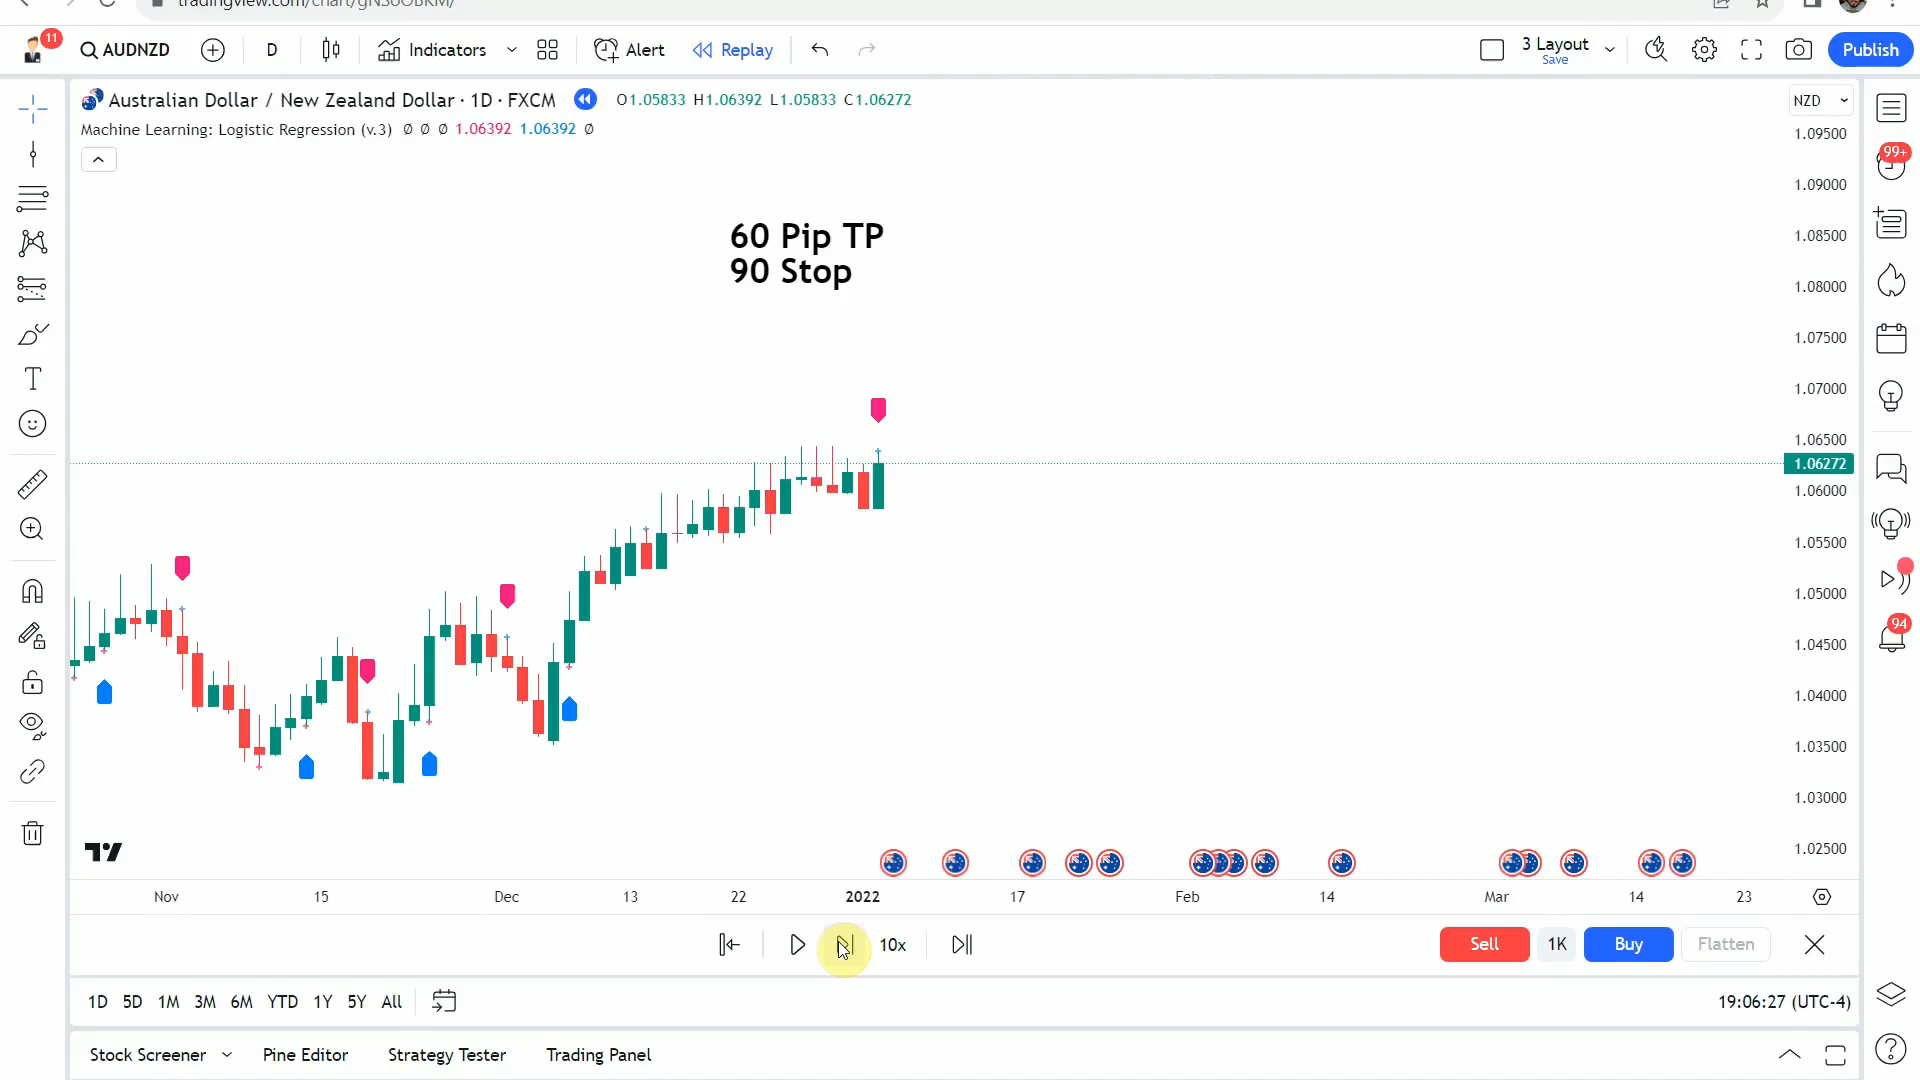 tradingview.com/chart/
11
AUDNZD
D
Indicators
Alert
Replay
3 Layout
Save
Publish
Australian Dollar / New Zealand Dollar · 1D · FXCM
O1.05833 H1.06392 L1.05833 C1.06272
Machine Learning: Logistic Regression (v.3) Ø Ø Ø 1.06392 1.06392 Ø
NZD
1.09500
1.09000
1.08500
1.08000
1.07500
1.07000
1.06500
1.06272
1.06000
1.05500
1.05000
1.04500
1.04000
1.03500
1.03000
1.02500
60 Pip TP
90 Stop
99+
94
Nov
15
Dec
13
22
2022
17
Feb
14
Mar
14
23
10x
Sell
1K
Buy
Flatten
1D 5D 1M 3M 6M YTD 1Y 5Y All
19:06:27 (UTC-4)
Stock Screener
Pine Editor
Strategy Tester
Trading Panel